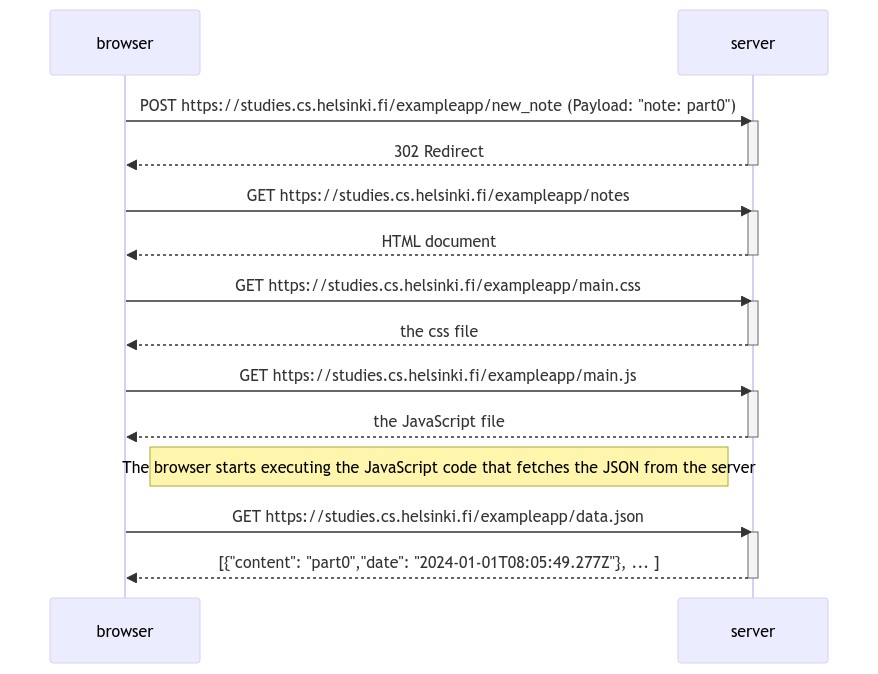 browser server
POST https://studies.cs.helsinki.fi/exampleapp/new_note (Payload: "note: part0")
302 Redirect
GET https://studies.cs.helsinki.fi/exampleapp/notes
HTML document
GET https://studies.cs.helsinki.fi/exampleapp/main.css
the css file
GET https://studies.cs.helsinki.fi/exampleapp/main.js
the JavaScript file
The browser starts executing the JavaScript code that fetches the JSON from the server
GET https://studies.cs.helsinki.fi/exampleapp/data.json
[{"content": "part0","date": "2024-01-01T08:05:49.277Z"}, ... ]
browser server